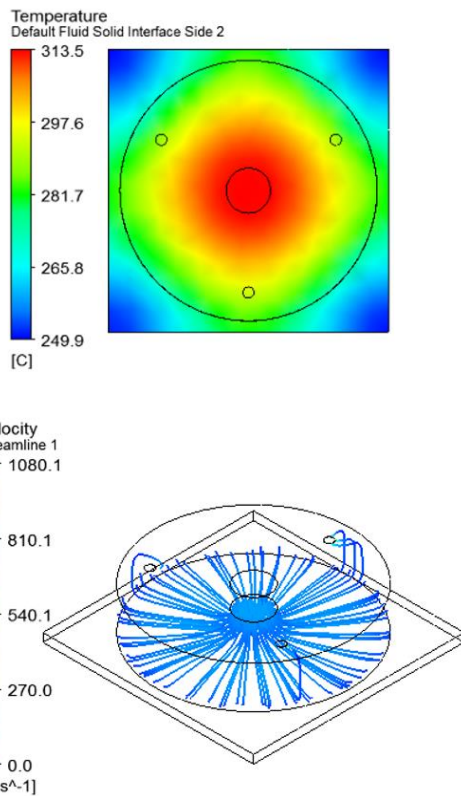 Temperature
Default Fluid Solid Interface Side 2
313.5
297.6
281.7
265.8
249.9
[C]
locity
eamline 1
1080.1
810.1
540.1
270.0
0.0
s^-1]